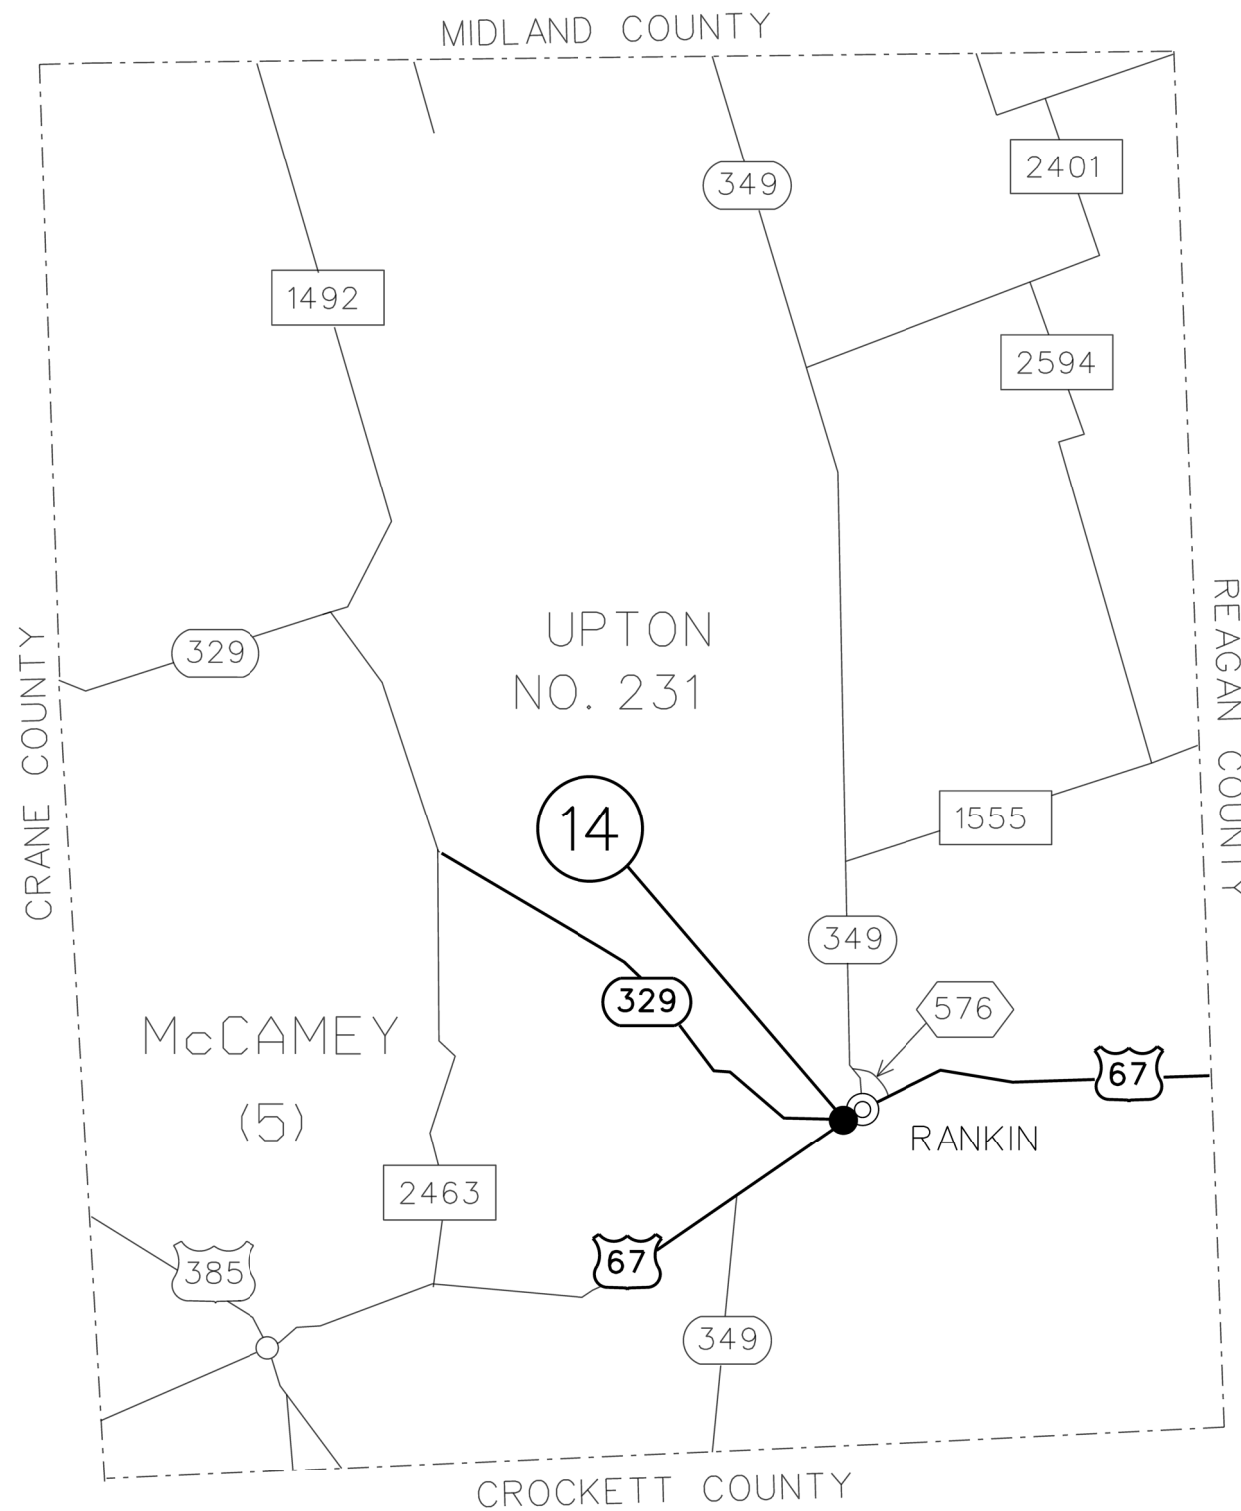 MIDLAND COUNTY
2401
349
1492
2594
REAGAN COUNTY
UPTON
NO. 231
329
CRANE COUNTY
14
1555
349
329
576
McCAMEY
(5)
67
RANKIN
2463
67
385
349
CROCKETT COUNTY